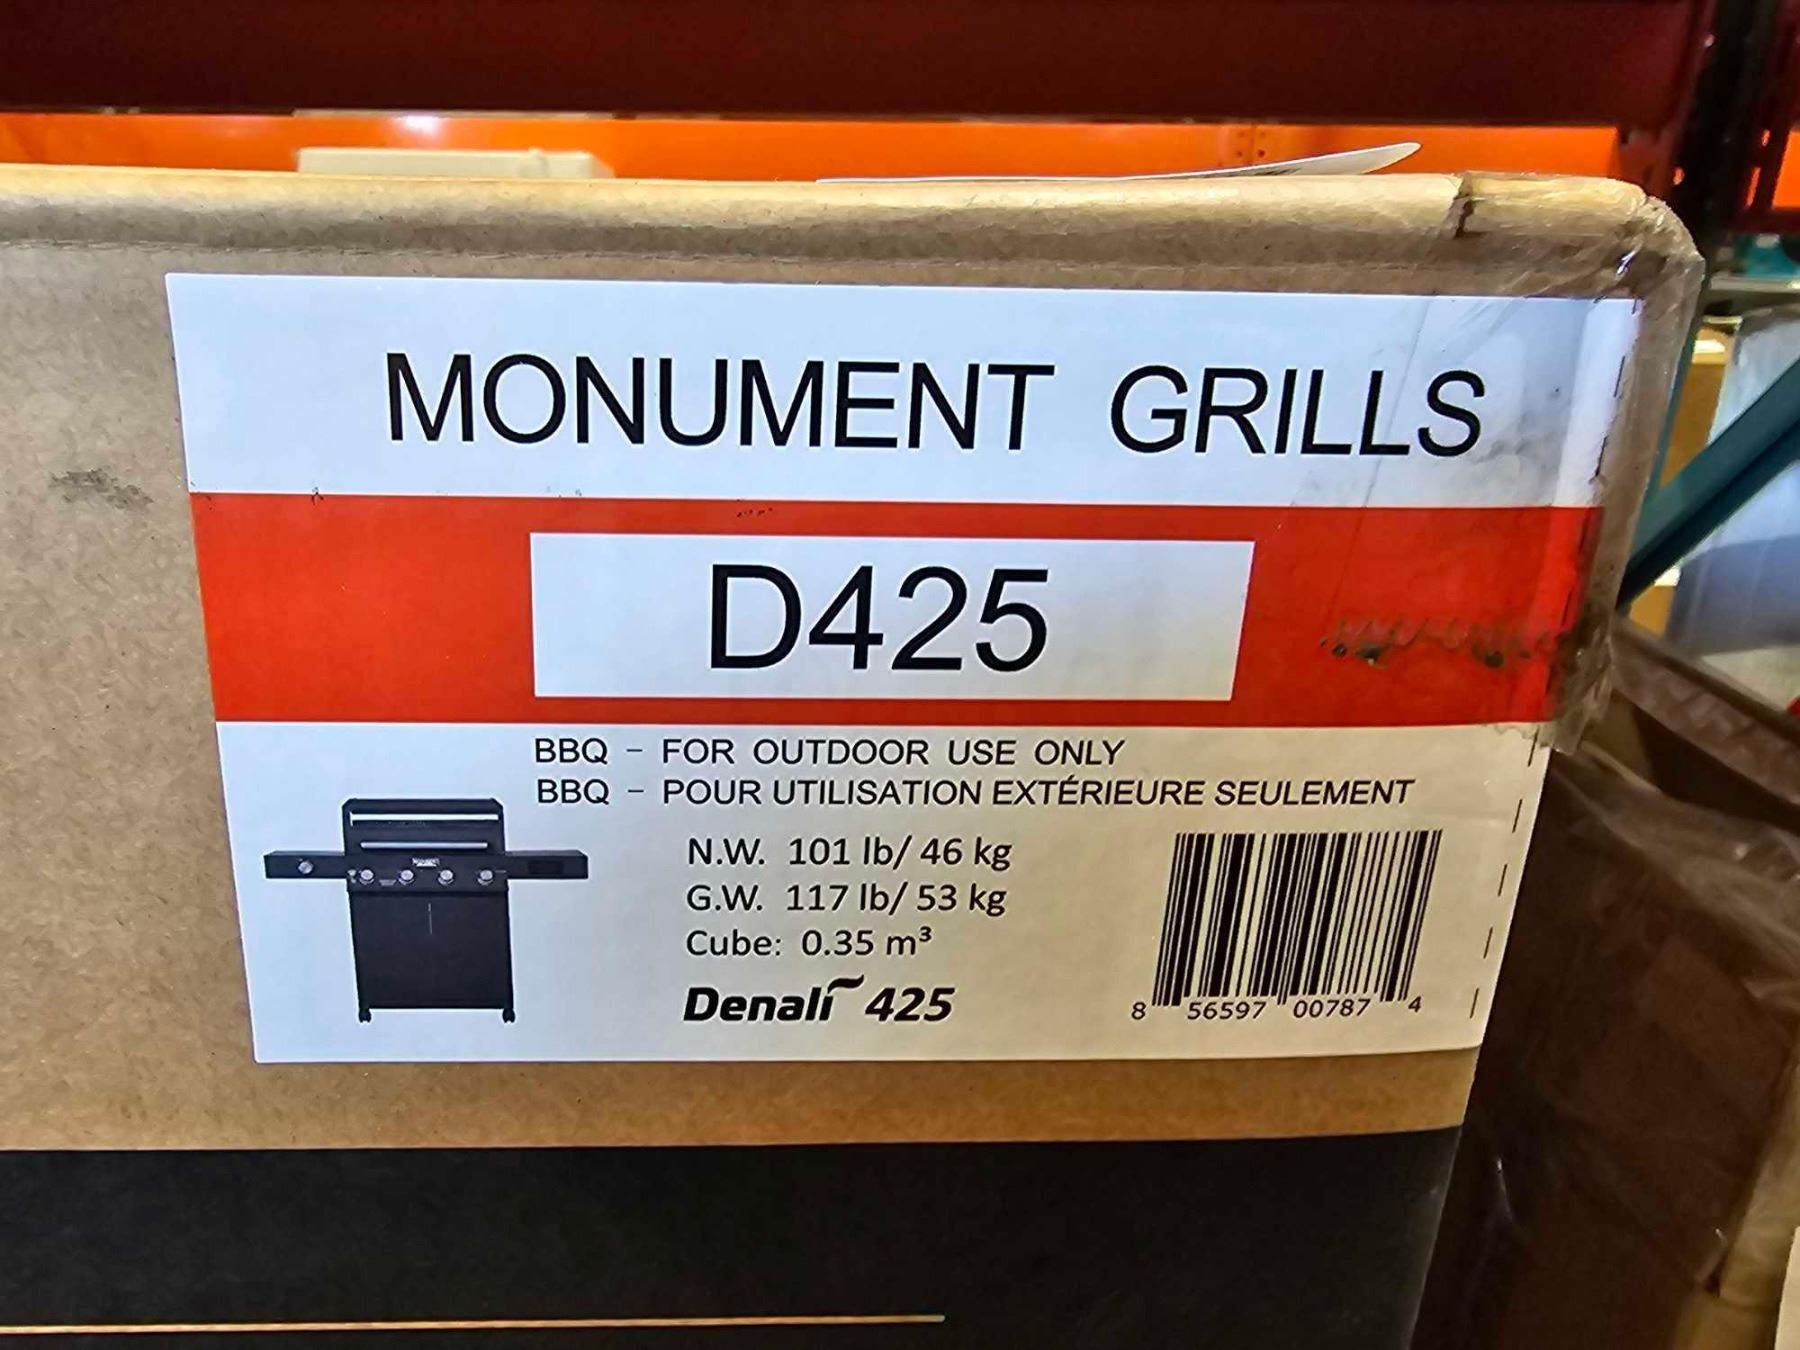 MONUMENT GRILLS
D425
BBQ - FOR OUTDOOR USE ONLY
BBQ - POUR UTILISATION EXTÉRIEURE SEULEMENT
N.W. 101 lb/ 46 kg
G.W. 117 lb/ 53 kg
Cube: 0.35 m³
Denali 425
8 56597 00787 4